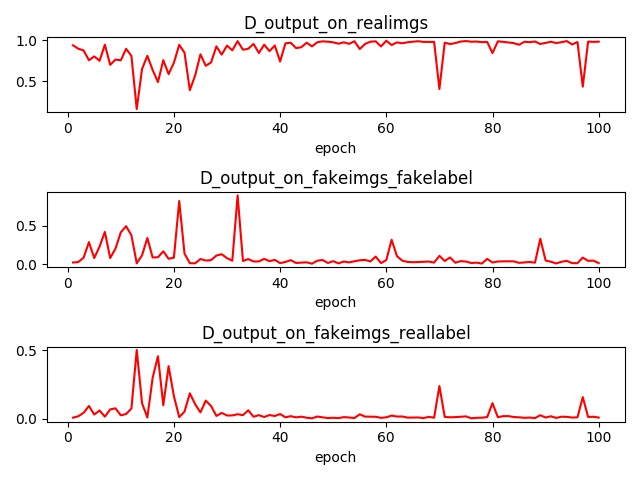 D_output_on_realimgs
1.0
0.5
0 20 40 60 80 100
epoch
D_output_on_fakeimgs_fakelabel
0.5
0.0
0 20 40 60 80 100
epoch
D_output_on_fakeimgs_reallabel
0.5
0.0
0 20 40 60 80 100
epoch